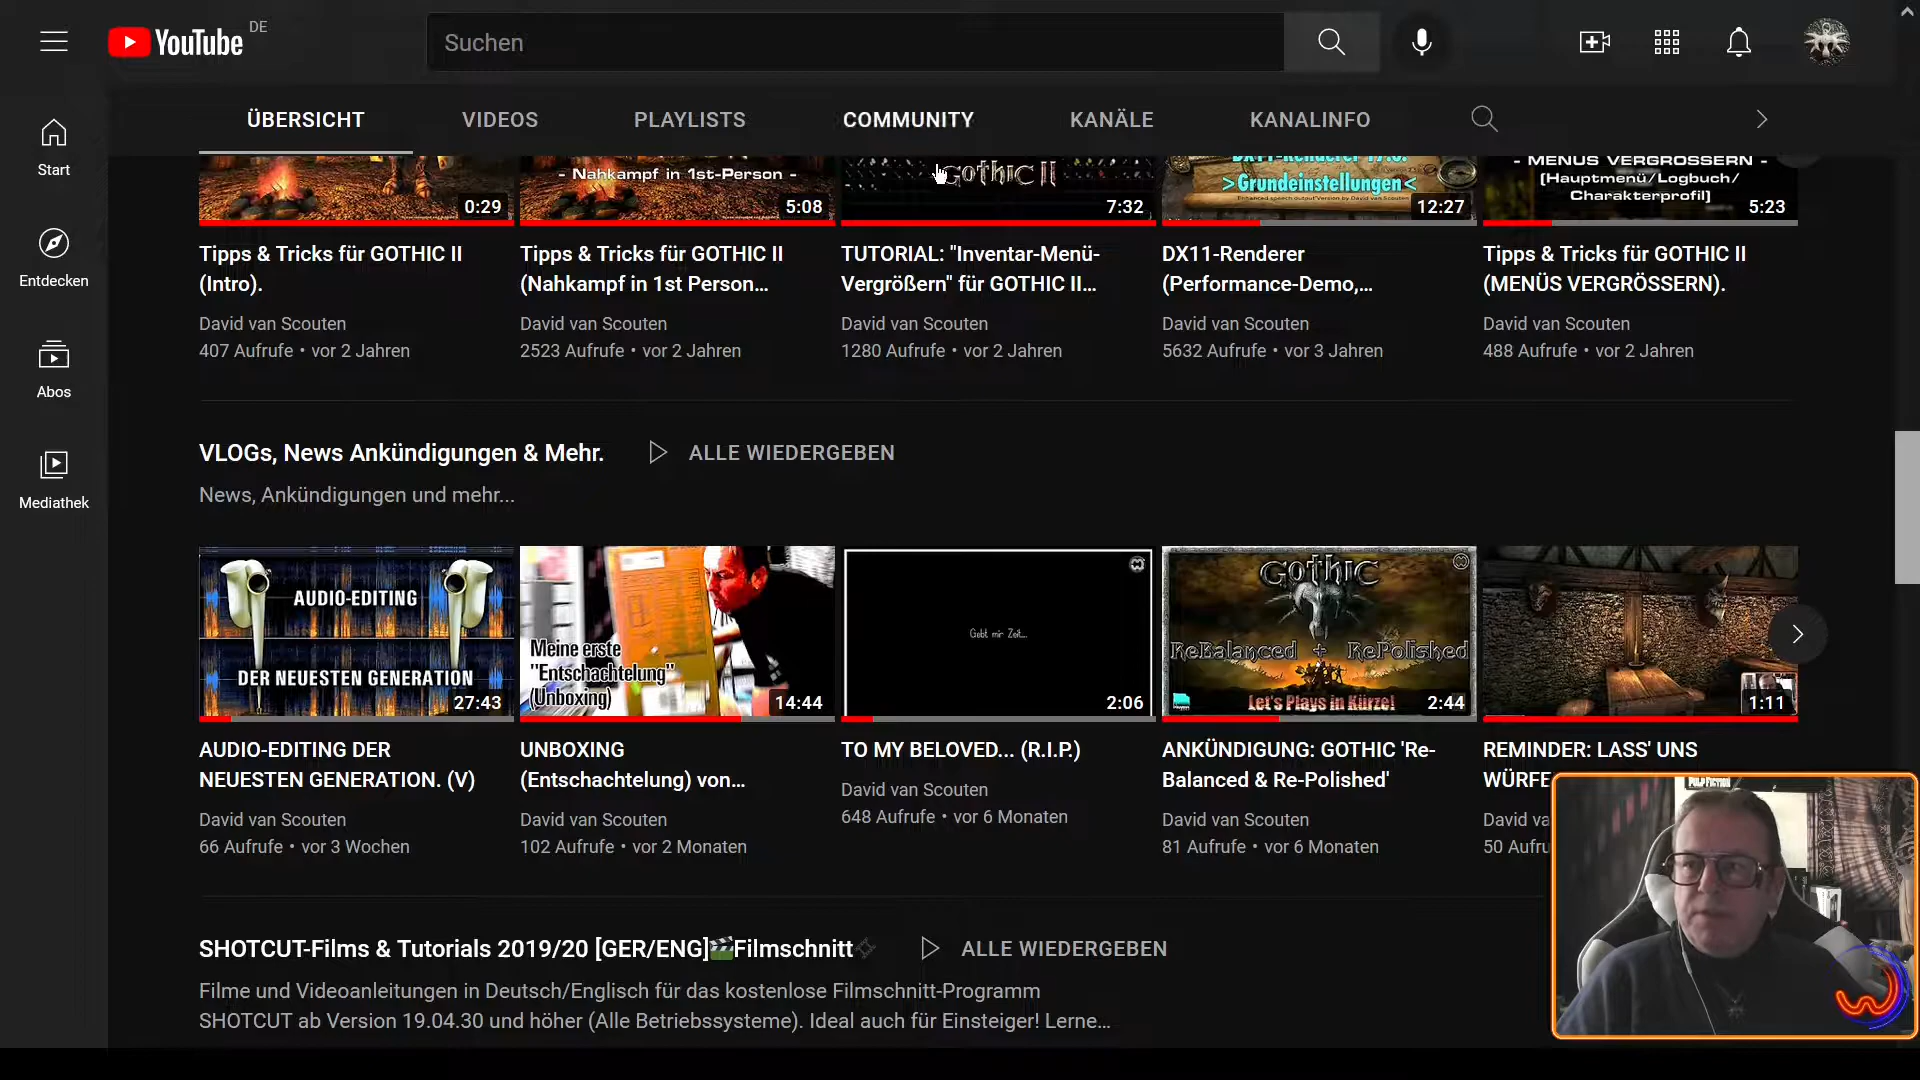 YouTube DE
Suchen
Start
Entdecken
Abos
Mediathek
ÜBERSICHT VIDEOS PLAYLISTS COMMUNITY KANÄLE KANALINFO
0:29
- Nahkampf in 1st-Person -
5:08
GOTHIC II
7:32
>Grundeinstellungen<
12:27
- MENÜS VERGRÖSSERN -
(Hauptmenü/Logbuch/
Charakterprofil)
5:23
Tipps & Tricks für GOTHIC II
(Intro).
David van Scouten
407 Aufrufe • vor 2 Jahren
Tipps & Tricks für GOTHIC II
(Nahkampf in 1st Person...
David van Scouten
2523 Aufrufe • vor 2 Jahren
TUTORIAL: "Inventar-Menü-
Vergrößern" für GOTHIC II...
David van Scouten
1280 Aufrufe • vor 2 Jahren
DX11-Renderer
(Performance-Demo,...
David van Scouten
5632 Aufrufe • vor 3 Jahren
Tipps & Tricks für GOTHIC II
(MENÜS VERGRÖSSERN).
David van Scouten
488 Aufrufe • vor 2 Jahren
VLOGs, News Ankündigungen & Mehr. ALLE WIEDERGEBEN
News, Ankündigungen und mehr...
AUDIO-EDITING
DER NEUESTEN GENERATION
27:43
Meine erste
"Entschachtelung"
(Unboxing)
14:44
Gebt mir Zeit...
2:06
GOTHIC
ReBalanced + RePolished
Let's Plays in Kürze!
2:44
1:11
AUDIO-EDITING DER
NEUESTEN GENERATION. (V)
David van Scouten
66 Aufrufe • vor 3 Wochen
UNBOXING
(Entschachtelung) von...
David van Scouten
102 Aufrufe • vor 2 Monaten
TO MY BELOVED... (R.I.P.)
David van Scouten
648 Aufrufe • vor 6 Monaten
ANKÜNDIGUNG: GOTHIC 'Re-
Balanced & Re-Polished'
David van Scouten
81 Aufrufe • vor 6 Monaten
REMINDER: LASS' UNS
WÜRFE
David va
50 Aufru
PULP FICTION
SHOTCUT-Films & Tutorials 2019/20 [GER/ENG]🎬Filmschnitt ALLE WIEDERGEBEN
Filme und Videoanleitungen in Deutsch/Englisch für das kostenlose Filmschnitt-Programm
SHOTCUT ab Version 19.04.30 und höher (Alle Betriebssysteme). Ideal auch für Einsteiger! Lerne...